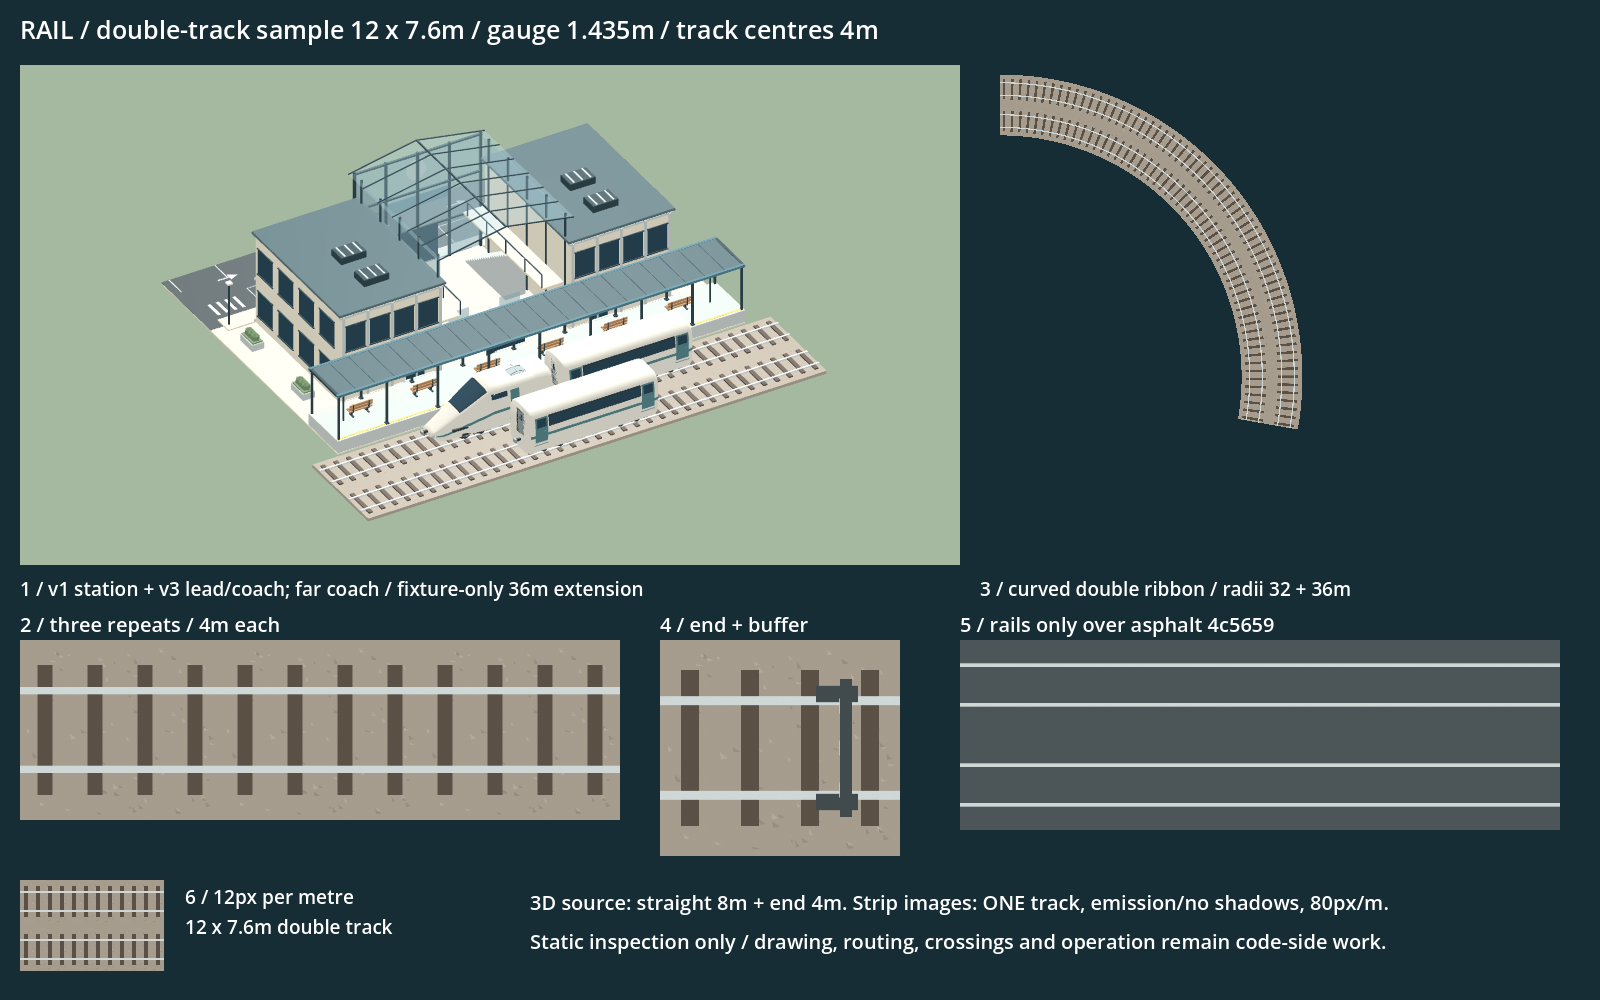 RAIL / double-track sample 12 x 7.6m / gauge 1.435m / track centres 4m
1 / v1 station + v3 lead/coach; far coach / fixture-only 36m extension
3 / curved double ribbon / radii 32 + 36m
2 / three repeats / 4m each
4 / end + buffer
5 / rails only over asphalt 4c5659
6 / 12px per metre
12 x 7.6m double track
3D source: straight 8m + end 4m. Strip images: ONE track, emission/no shadows, 80px/m.
Static inspection only / drawing, routing, crossings and operation remain code-side work.